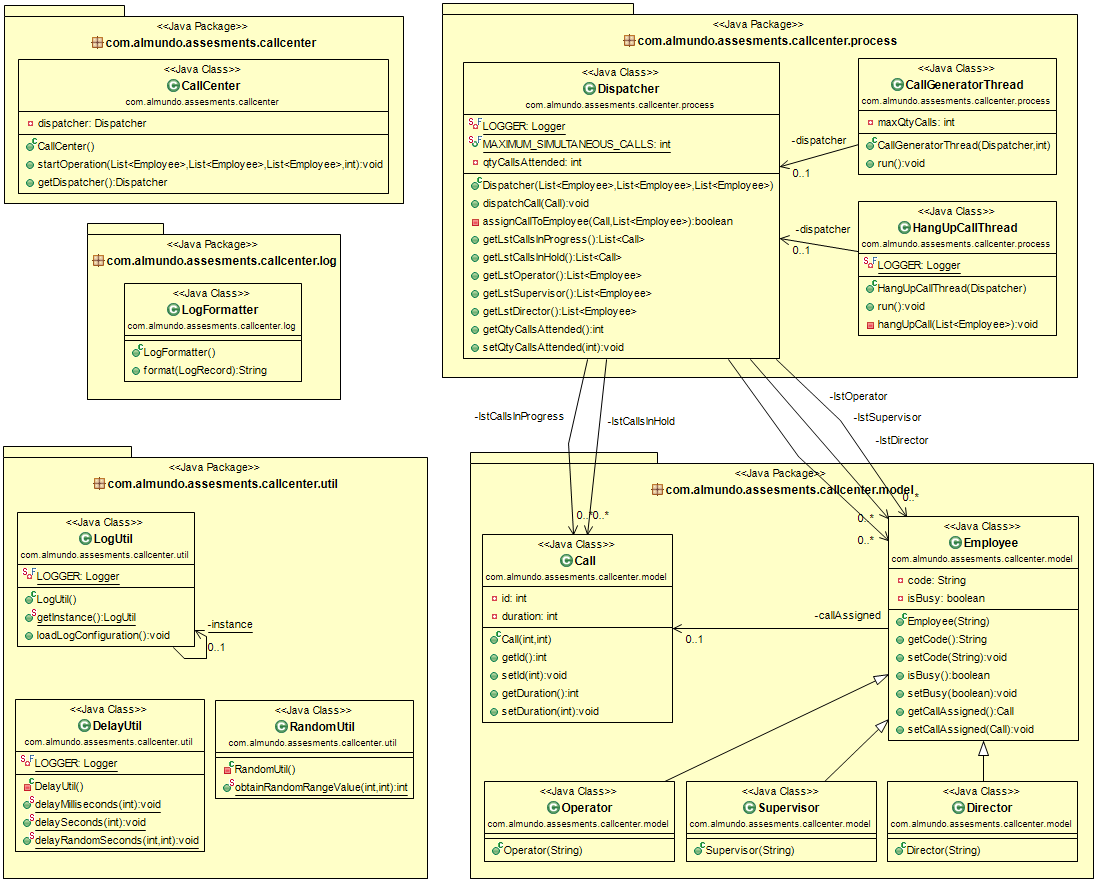 <<Java Package>>
com.almundo.assesments.callcenter
<<Java Class>>
CallCenter
com.almundo.assesments.callcenter
dispatcher: Dispatcher
CallCenter()
startOperation(List<Employee>,List<Employee>,List<Employee>,int):void
getDispatcher():Dispatcher
<<Java Package>>
com.almundo.assesments.callcenter.log
<<Java Class>>
LogFormatter
com.almundo.assesments.callcenter.log
LogFormatter()
format(LogRecord):String
<<Java Package>>
com.almundo.assesments.callcenter.process
<<Java Class>>
Dispatcher
com.almundo.assesments.callcenter.process
LOGGER: Logger
MAXIMUM_SIMULTANEOUS_CALLS: int
qtyCallsAttended: int
Dispatcher(List<Employee>,List<Employee>,List<Employee>)
dispatchCall(Call):void
assignCallToEmployee(Call,List<Employee>):boolean
getLstCallsInProgress():List<Call>
getLstCallsInHold():List<Call>
getLstOperator():List<Employee>
getLstSupervisor():List<Employee>
getLstDirector():List<Employee>
getQtyCallsAttended():int
setQtyCallsAttended(int):void
<<Java Class>>
CallGeneratorThread
com.almundo.assesments.callcenter.process
maxQtyCalls: int
CallGeneratorThread(Dispatcher,int)
run():void
-dispatcher
0..1
<<Java Class>>
HangUpCallThread
com.almundo.assesments.callcenter.process
LOGGER: Logger
HangUpCallThread(Dispatcher)
run():void
hangUpCall(List<Employee>):void
-dispatcher
0..1
-lstCallsInProgress
-lstCallsInHold
-lstOperator
-lstSupervisor
-lstDirector
<<Java Package>>
com.almundo.assesments.callcenter.util
<<Java Class>>
LogUtil
com.almundo.assesments.callcenter.util
LOGGER: Logger
LogUtil()
getInstance():LogUtil
loadLogConfiguration():void
-instance
0..1
<<Java Class>>
DelayUtil
com.almundo.assesments.callcenter.util
LOGGER: Logger
DelayUtil()
delayMilliseconds(int):void
delaySeconds(int):void
delayRandomSeconds(int,int):void
<<Java Class>>
RandomUtil
com.almundo.assesments.callcenter.util
RandomUtil()
obtainRandomRangeValue(int,int):int
<<Java Package>>
com.almundo.assesments.callcenter.model
0..*
0..*
0..*
0..*
0..*
<<Java Class>>
Call
com.almundo.assesments.callcenter.model
id: int
duration: int
Call(int,int)
getId():int
setId(int):void
getDuration():int
setDuration(int):void
-callAssigned
0..1
<<Java Class>>
Employee
com.almundo.assesments.callcenter.model
code: String
isBusy: boolean
Employee(String)
getCode():String
setCode(String):void
isBusy():boolean
setBusy(boolean):void
getCallAssigned():Call
setCallAssigned(Call):void
<<Java Class>>
Operator
com.almundo.assesments.callcenter.model
Operator(String)
<<Java Class>>
Supervisor
com.almundo.assesments.callcenter.model
Supervisor(String)
<<Java Class>>
Director
com.almundo.assesments.callcenter.model
Director(String)